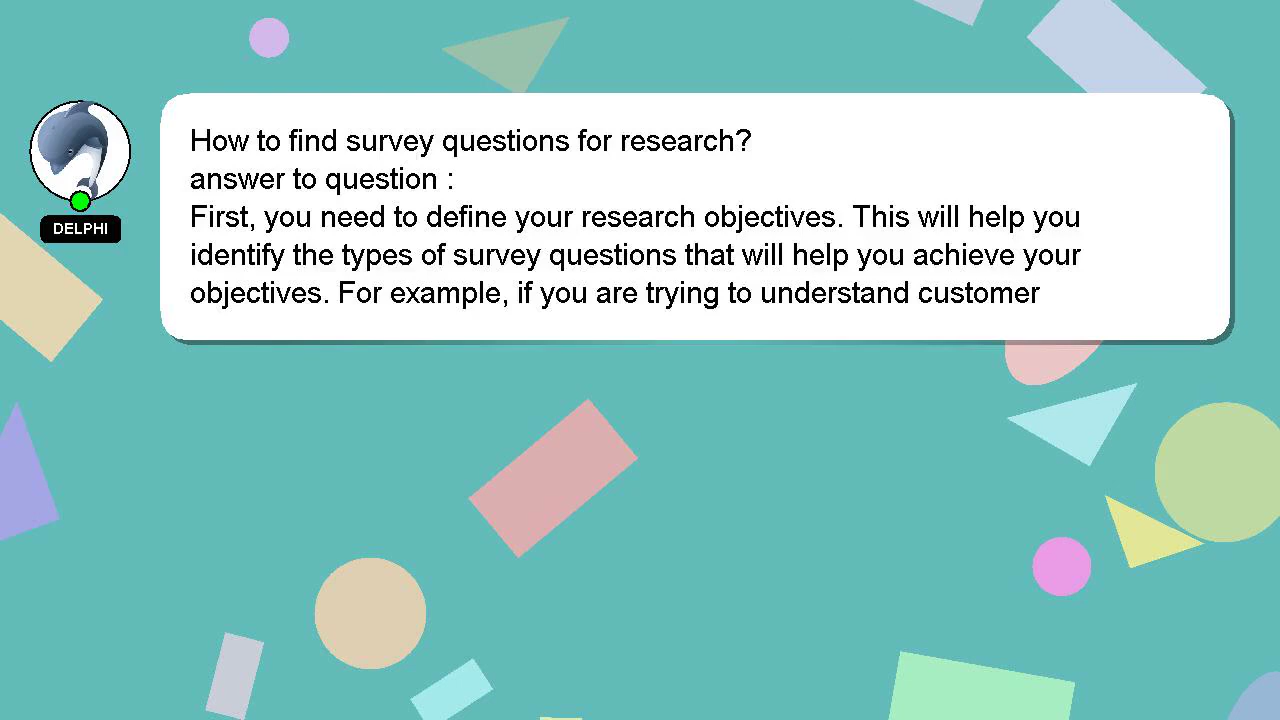 DELPHI
How to find survey questions for research?
answer to question :
First, you need to define your research objectives. This will help you
identify the types of survey questions that will help you achieve your
objectives. For example, if you are trying to understand customer